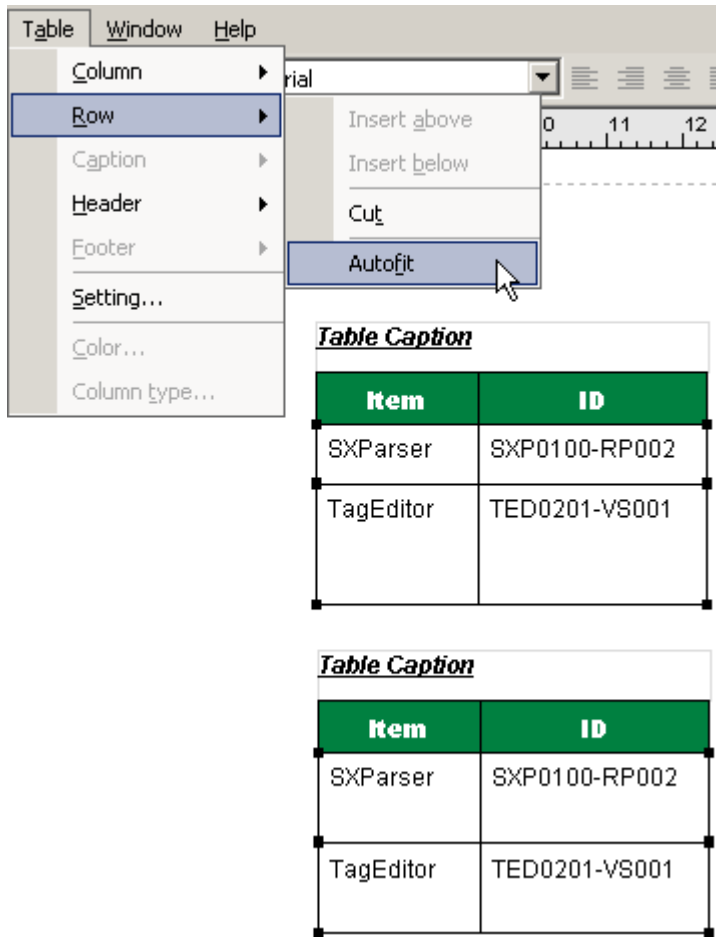 Table Window Help
Column
rial
Row
Insert above
0 11 12
Caption
Insert below
Header
Cut
Footer
Autofit
Setting...
Color...
Column type...
Table Caption
Item ID
SXParser SXP0100-RP002
TagEditor TED0201-VS001
Table Caption
Item ID
SXParser SXP0100-RP002
TagEditor TED0201-VS001